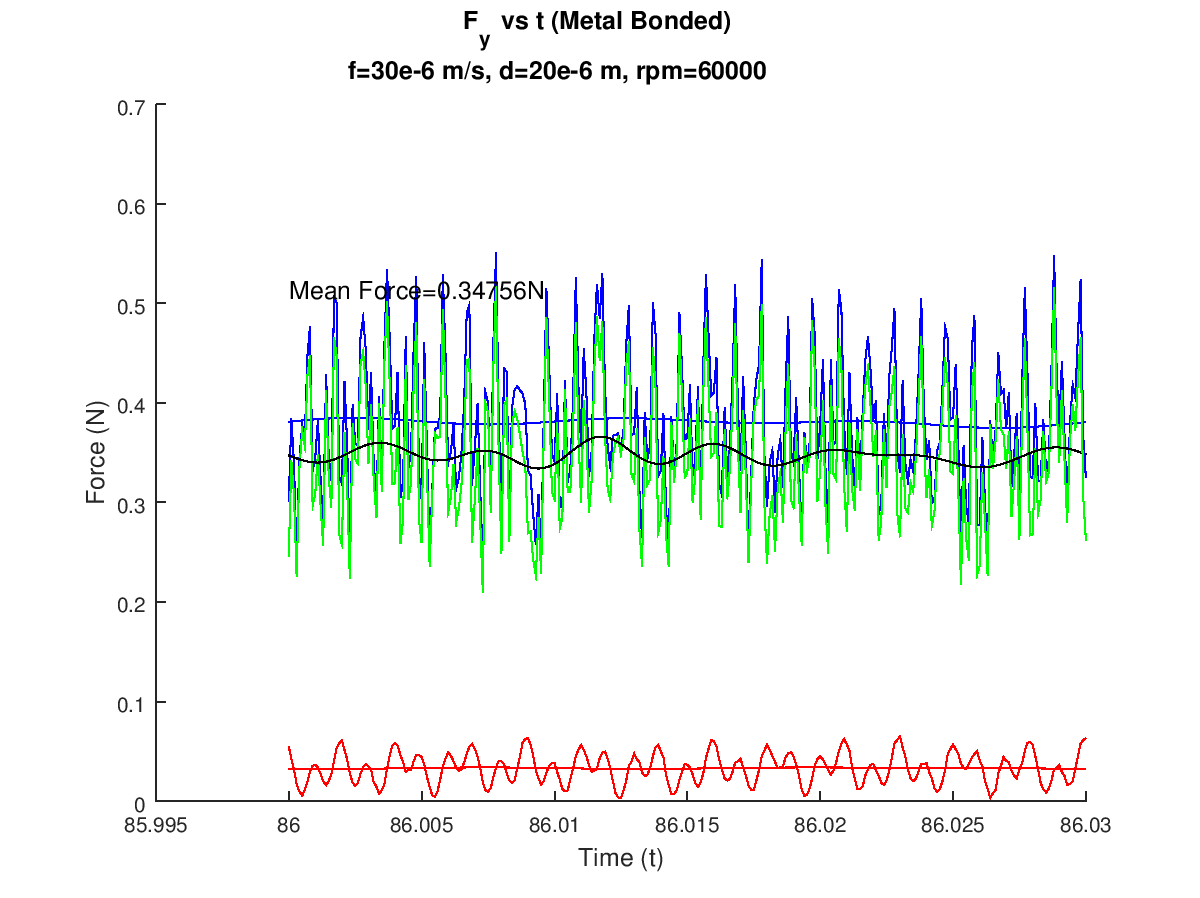 F_y vs t (Metal Bonded)
f=30e-6 m/s, d=20e-6 m, rpm=60000
0.7
0.6
0.5
0.4
0.3
0.2
0.1
0
Force (N)
Mean Force=0.34756N
85.995 86 86.005 86.01 86.015 86.02 86.025 86.03
Time (t)